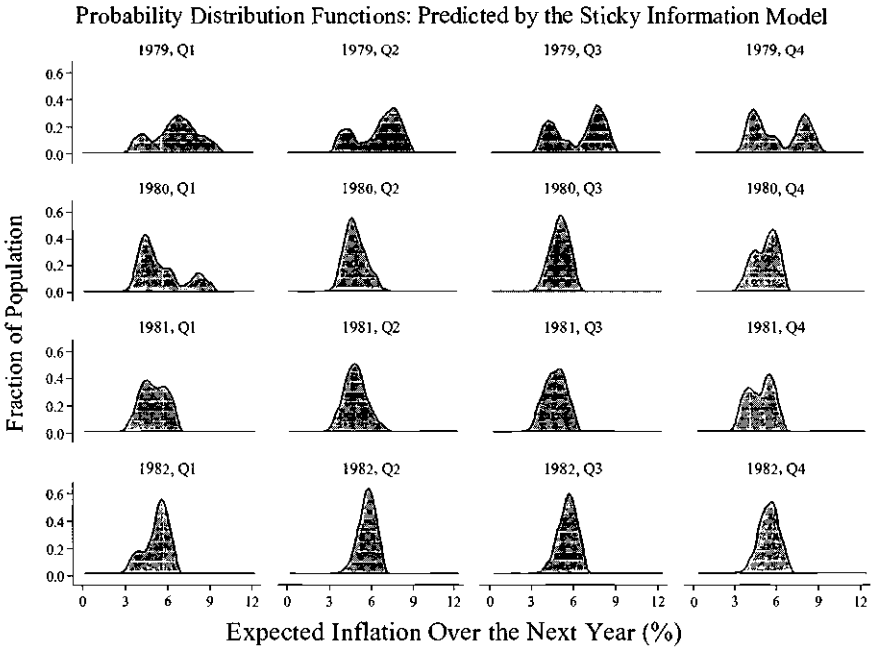 Probability Distribution Functions: Predicted by the Sticky Information Model
1979, Q1 1979, Q2 1979, Q3 1979, Q4
0.6
0.4
0.2
0.0
1980, Q1 1980, Q2 1980, Q3 1980, Q4
0.6
0.4
0.2
0.0
1981, Q1 1981, Q2 1981, Q3 1981, Q4
0.6
0.4
0.2
0.0
1982, Q1 1982, Q2 1982, Q3 1982, Q4
0.6
0.4
0.2
0.0
0 3 6 9 12 0 3 6 9 12 0 3 6 9 12 0 3 6 9 12
Fraction of Population
Expected Inflation Over the Next Year (%)